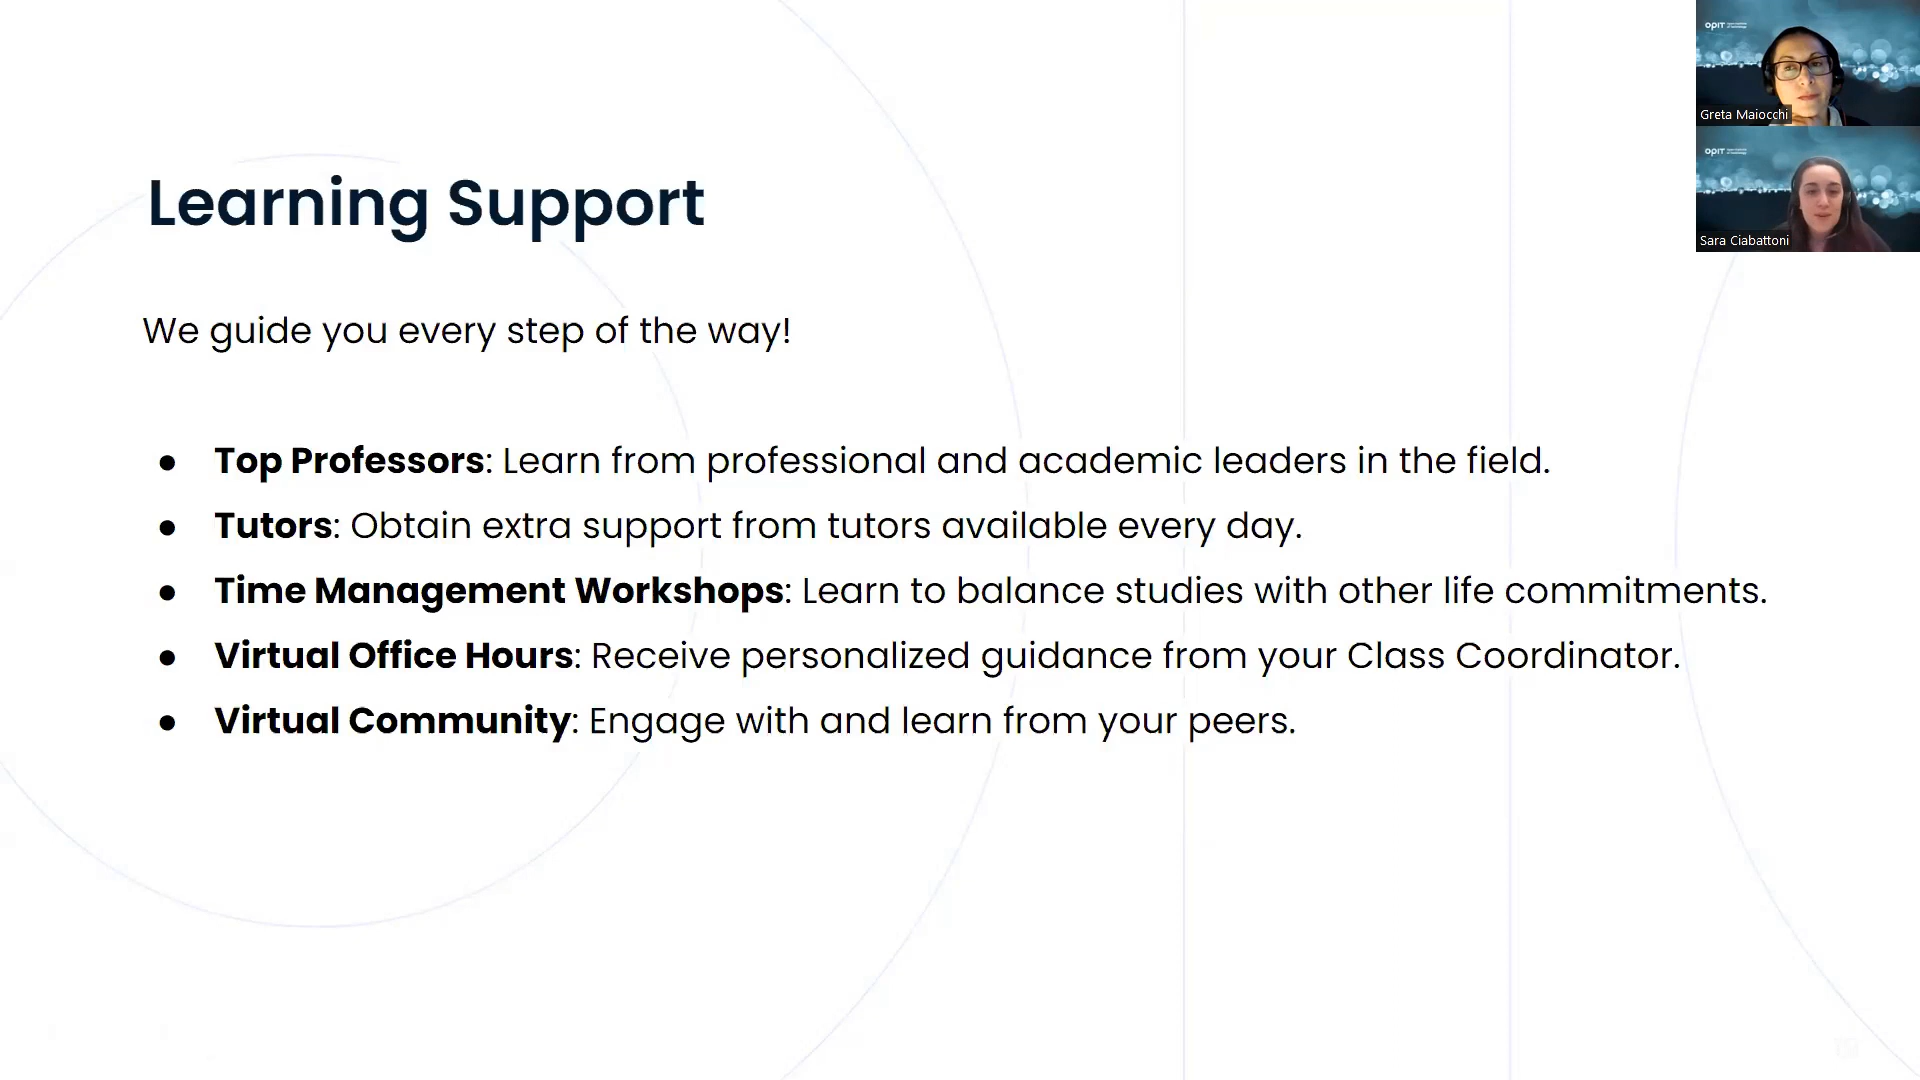 Learning Support
We guide you every step of the way!
● Top Professors: Learn from professional and academic leaders in the field.
● Tutors: Obtain extra support from tutors available every day.
● Time Management Workshops: Learn to balance studies with other life commitments.
● Virtual Office Hours: Receive personalized guidance from your Class Coordinator.
● Virtual Community: Engage with and learn from your peers.
OPIT
Greta Maiocchi
OPIT
Sara Ciabattoni